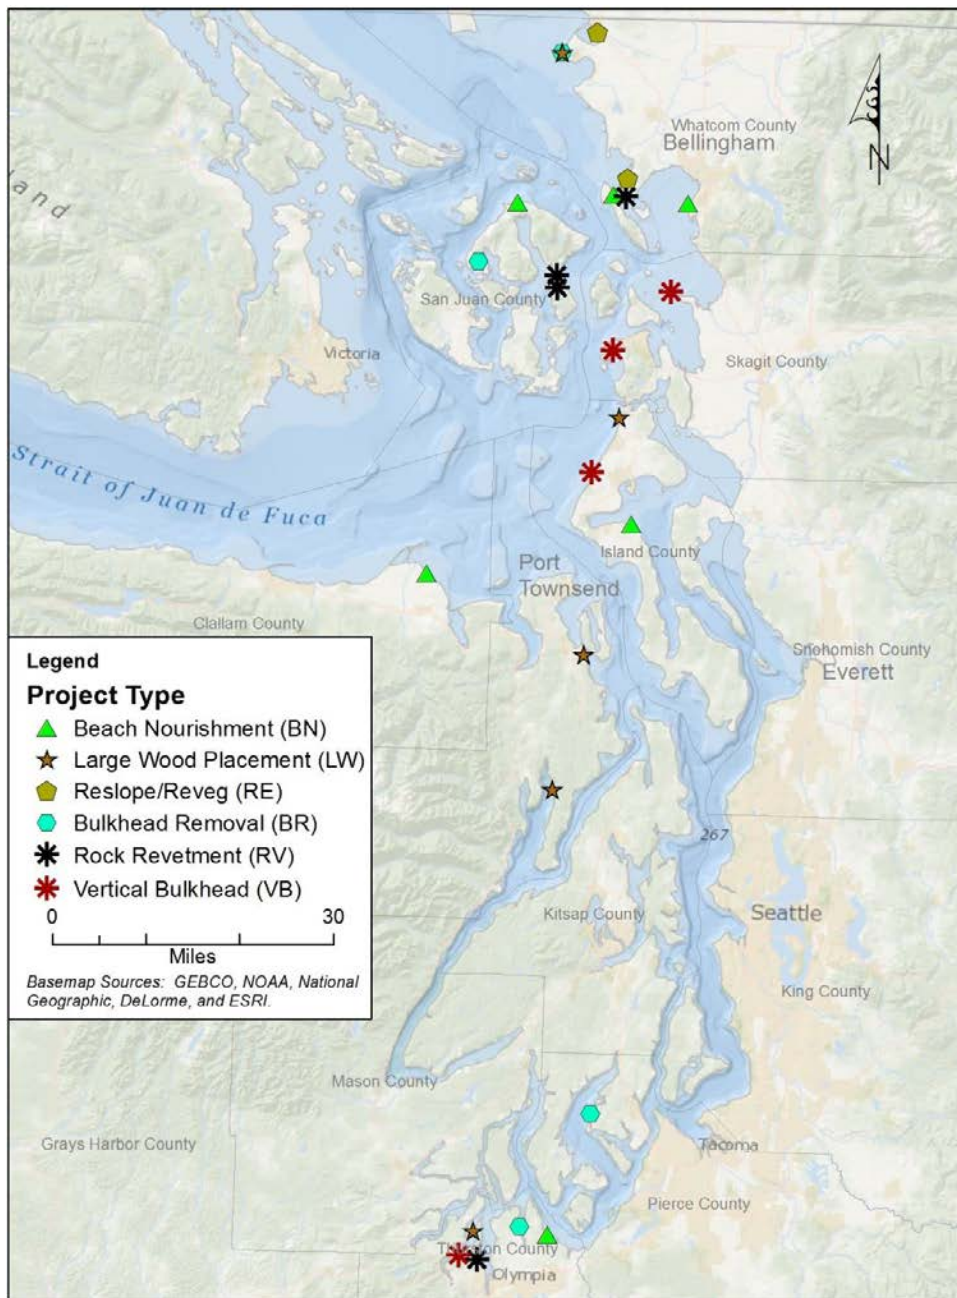 Whatcom County
Bellingham
N
land
San Juan County
Victoria
Skagit County
Strait of Juan de Fuca
Island County
Port
Townsend
Clallam County
Snohomish County
Everett
Legend
Project Type
Beach Nourishment (BN)
Large Wood Placement (LW)
Reslope/Reveg (RE)
Bulkhead Removal (BR)
Rock Revetment (RV)
Vertical Bulkhead (VB)
0 30
Miles
Basemap Sources: GEBCO, NOAA, National
Geographic, DeLorme, and ESRI.
267
Kitsap County
Seattle
King County
Mason County
Grays Harbor County
Tacoma
Pierce County
Thurston County
Olympia